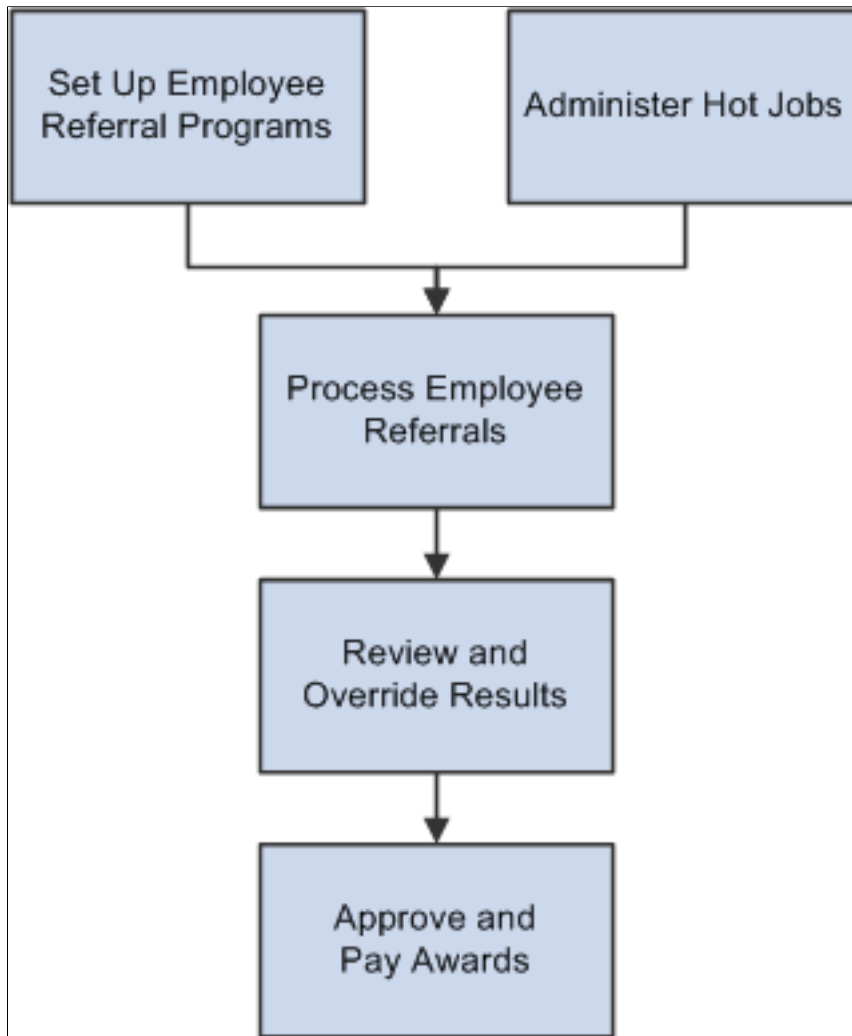 Set Up Employee
Referral Programs
Administer Hot Jobs
Process Employee
Referrals
Review and
Override Results
Approve and
Pay Awards